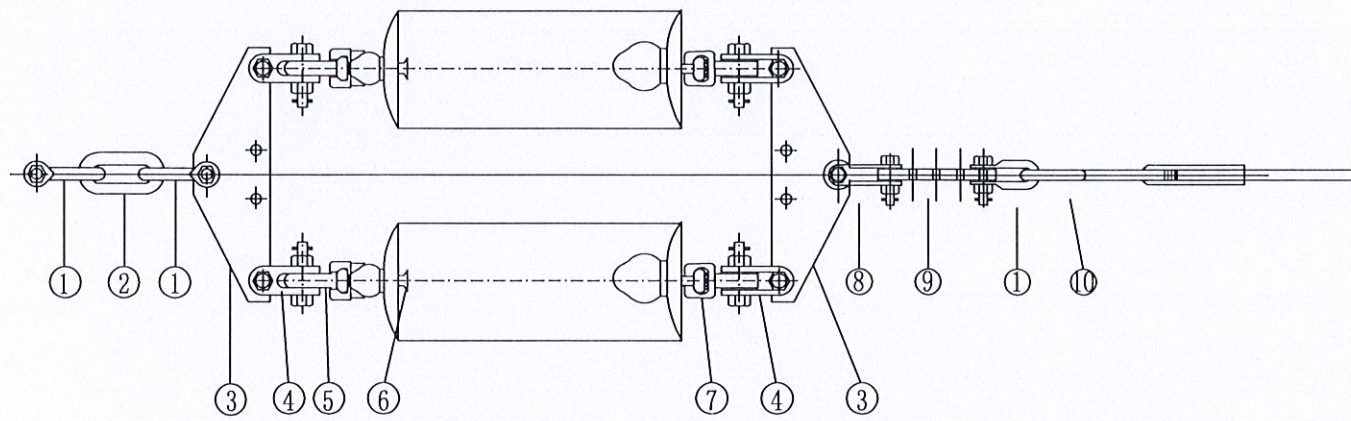 ① ② ① ⑧ ⑨ ① ⑩
③ ④ ⑤ ⑥ ⑦ ④ ③